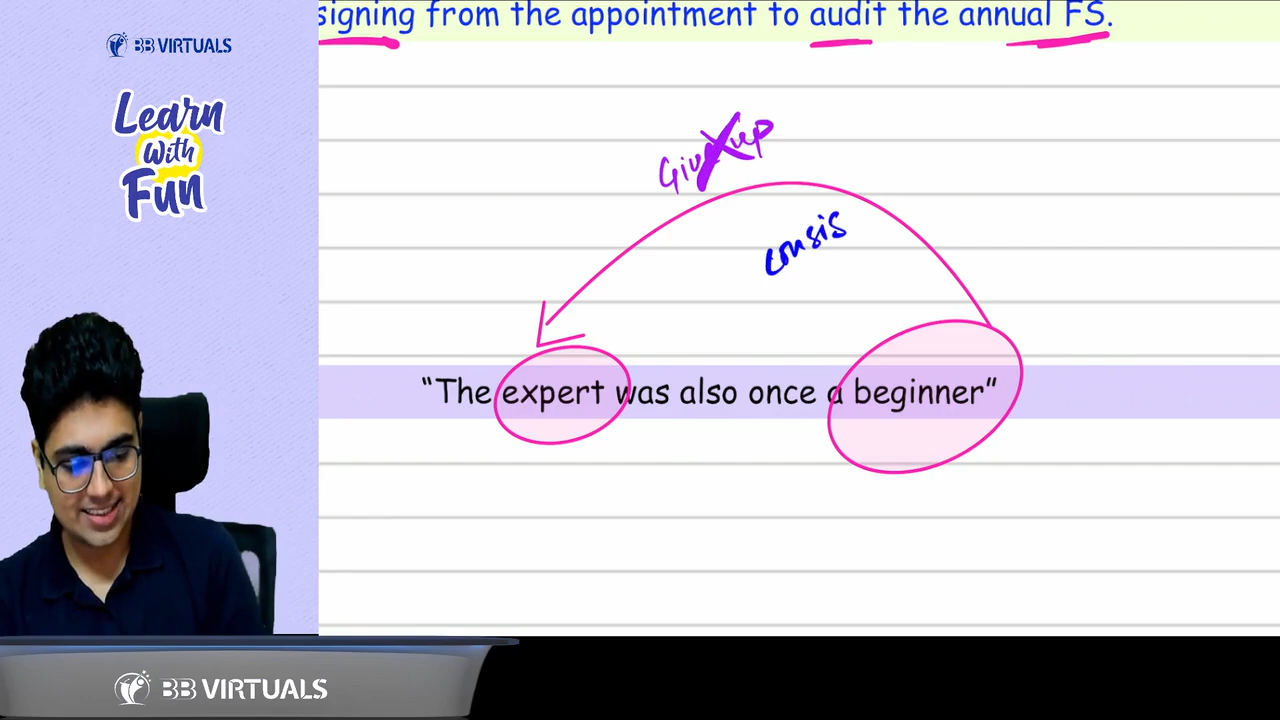 signing from the appointment to audit the annual FS.
BB VIRTUALS
Learn
With
Fun
Give up
consis
“The expert was also once a beginner”
BB VIRTUALS